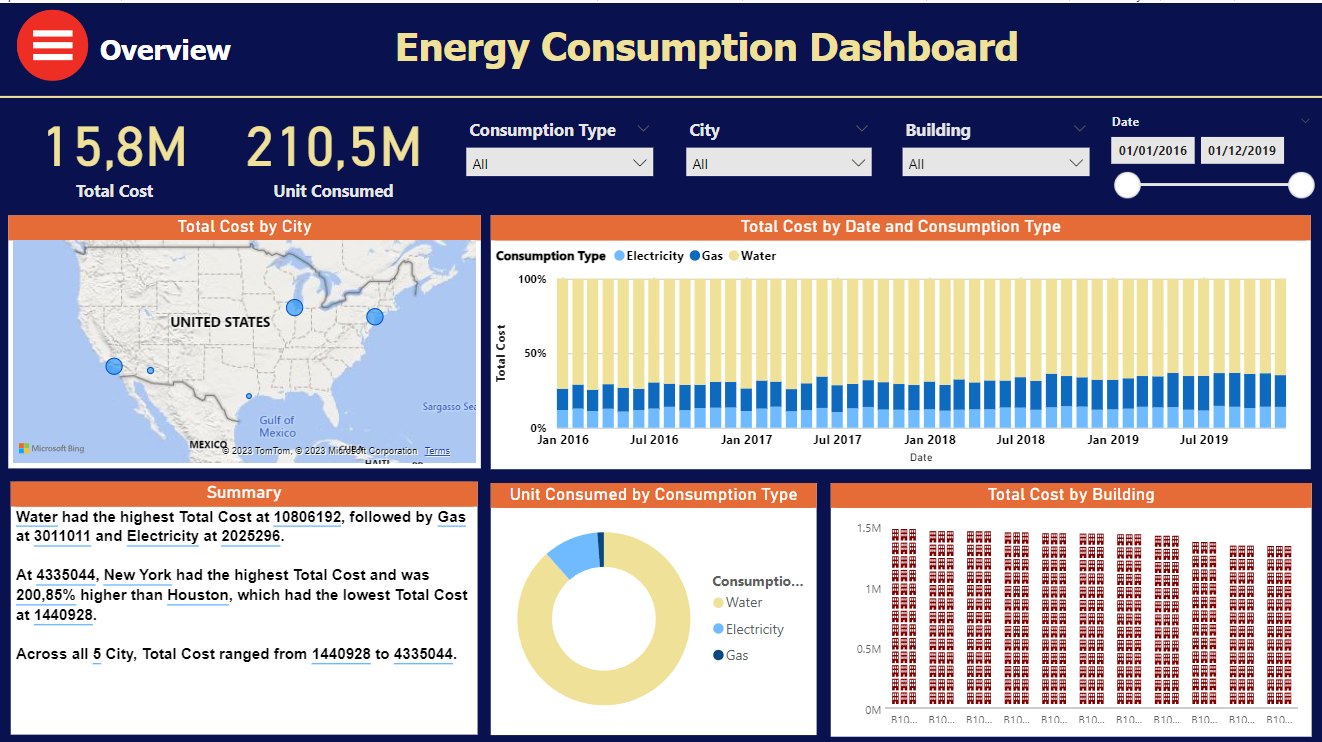 Overview
Energy Consumption Dashboard
15,8M
Total Cost
210,5M
Unit Consumed
Consumption Type
All
City
All
Building
All
Date
01/01/2016
01/12/2019
Total Cost by City
UNITED STATES
Gulf of
Mexico
Sargasso Sea
MEXICO
CUBA
HAITI
Microsoft Bing
© 2023 TomTom, © 2023 Microsoft Corporation Terms
Total Cost by Date and Consumption Type
Consumption Type Electricity Gas Water
100%
50%
0%
Total Cost
Jan 2016 Jul 2016 Jan 2017 Jul 2017 Jan 2018 Jul 2018 Jan 2019 Jul 2019
Date
Summary
Water had the highest Total Cost at 10806192, followed by Gas
at 3011011 and Electricity at 2025296.
At 4335044, New York had the highest Total Cost and was
200,85% higher than Houston, which had the lowest Total Cost
at 1440928.
Across all 5 City, Total Cost ranged from 1440928 to 4335044.
Unit Consumed by Consumption Type
Consumptio...
Water
Electricity
Gas
Total Cost by Building
1.5M
1M
0.5M
0M
B10... B10... B10... B10... B10... B10... B10... B10... B10... B10... B10...